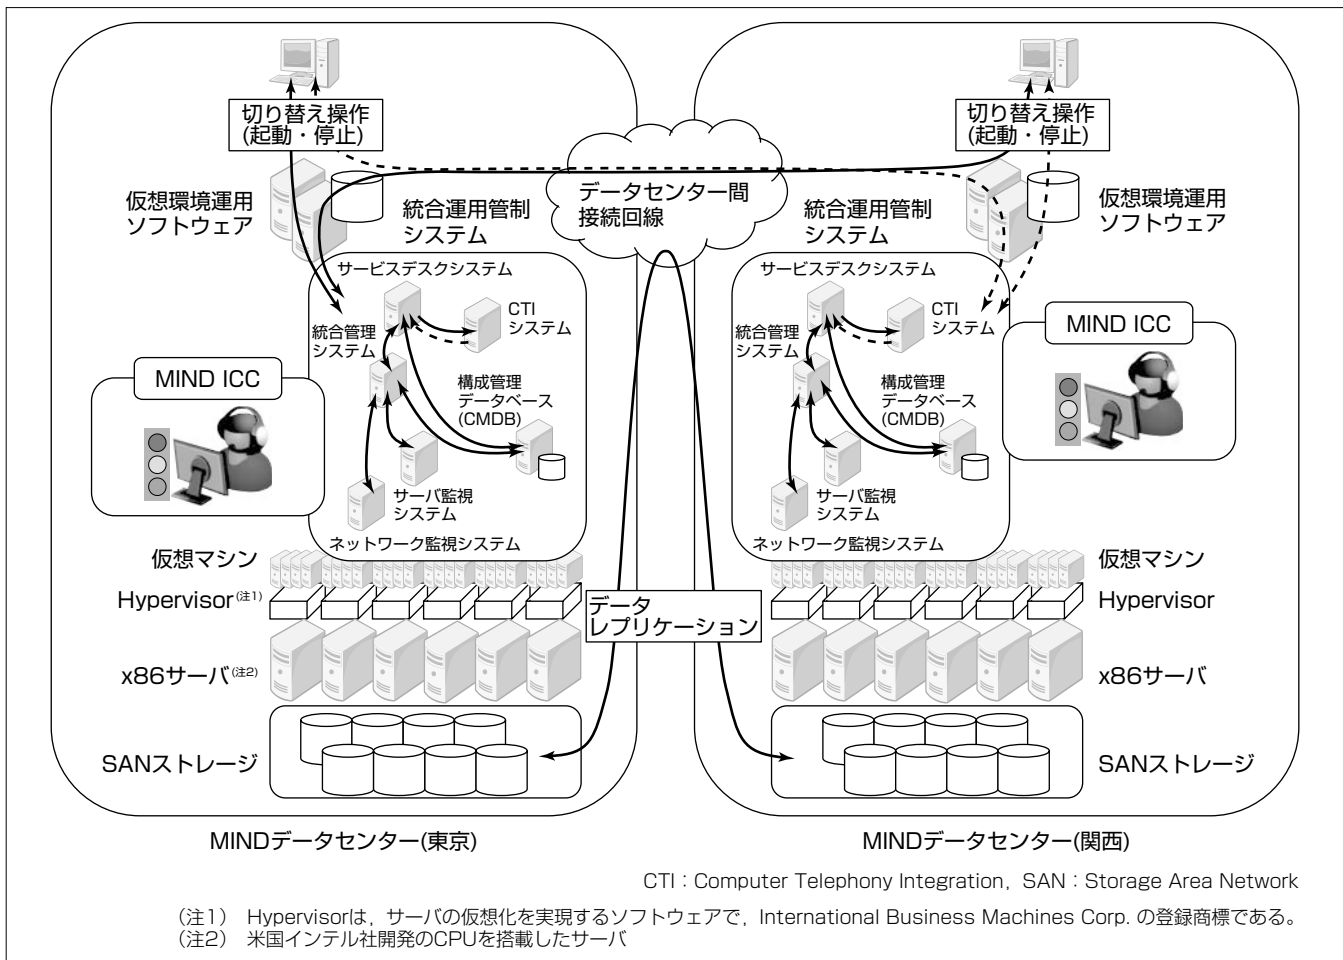 切り替え操作
(起動・停止)
仮想環境運用
ソフトウェア
統合運用管制
システム
サービスデスクシステム
CTI
システム
統合管理
システム
MIND ICC
構成管理
データベース
(CMDB)
サーバ監視
システム
ネットワーク監視システム
仮想マシン
Hypervisor(注1)
x86サーバ(注2)
SANストレージ
MINDデータセンター(東京)
データセンター間
接続回線
データ
レプリケーション
切り替え操作
(起動・停止)
仮想環境運用
ソフトウェア
統合運用管制
システム
サービスデスクシステム
CTI
システム
統合管理
システム
MIND ICC
構成管理
データベース
(CMDB)
サーバ監視
システム
ネットワーク監視システム
仮想マシン
Hypervisor
x86サーバ
SANストレージ
MINDデータセンター(関西)
CTI：Computer Telephony Integration，SAN：Storage Area Network
(注1)　Hypervisorは，サーバの仮想化を実現するソフトウェアで，International Business Machines Corp. の登録商標である。
(注2)　米国インテル社開発のCPUを搭載したサーバ